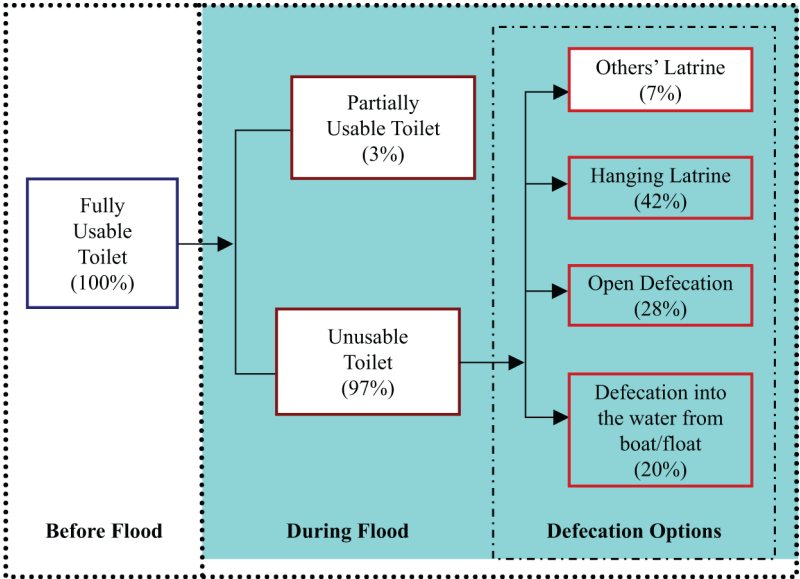 Fully
Usable
Toilet
(100%)
Before Flood
Partially
Usable Toilet
(3%)
Unusable
Toilet
(97%)
During Flood
Others’ Latrine
(7%)
Hanging Latrine
(42%)
Open Defecation
(28%)
Defecation into
the water from
boat/float
(20%)
Defecation Options